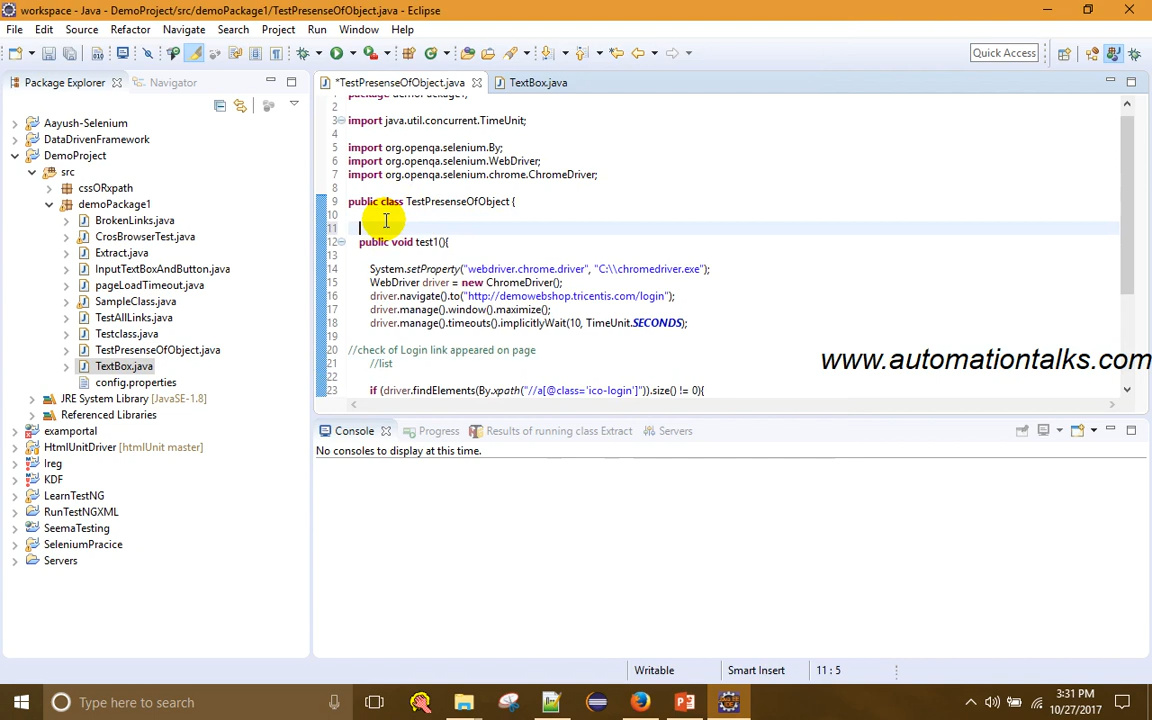 workspace - Java - DemoProject/src/demoPackage1/TestPresenseOfObject.java - Eclipse
File Edit Source Refactor Navigate Search Project Run Window Help
Quick Access
Package Explorer Navigator
*TestPresenseOfObject.java TextBox.java
Aayush-Selenium
DataDrivenFramework
DemoProject
src
cssORxpath
demoPackage1
BrokenLinks.java
CrosBrowserTest.java
Extract.java
InputTextBoxAndButton.java
pageLoadTimeout.java
SampleClass.java
TestAllLinks.java
Testclass.java
TestPresenseOfObject.java
TextBox.java
config.properties
JRE System Library [JavaSE-1.8]
Referenced Libraries
examportal
HtmlUnitDriver [htmlUnit master]
Ireg
KDF
LearnTestNG
RunTestNGXML
SeemaTesting
SeleniumPracice
Servers
1 package demoPackage1;
2
3 import java.util.concurrent.TimeUnit;
4
5 import org.openqa.selenium.By;
6 import org.openqa.selenium.WebDriver;
7 import org.openqa.selenium.chrome.ChromeDriver;
8
9 public class TestPresenseOfObject {
10
11
12 public void test1(){
13
14 System.setProperty("webdriver.chrome.driver", "C:\\chromedriver.exe");
15 WebDriver driver = new ChromeDriver();
16 driver.navigate().to("http://demowebshop.tricentis.com/login");
17 driver.manage().window().maximize();
18 driver.manage().timeouts().implicitlyWait(10, TimeUnit.SECONDS);
19
20 //check of Login link appeared on page
21 //list
22
23 if (driver.findElements(By.xpath("//a[@class='ico-login']")).size() != 0){
www.automationtalks.com
Console Progress Results of running class Extract Servers
No consoles to display at this time.
Writable Smart Insert 11 : 5
Type here to search
3:31 PM
10/27/2017